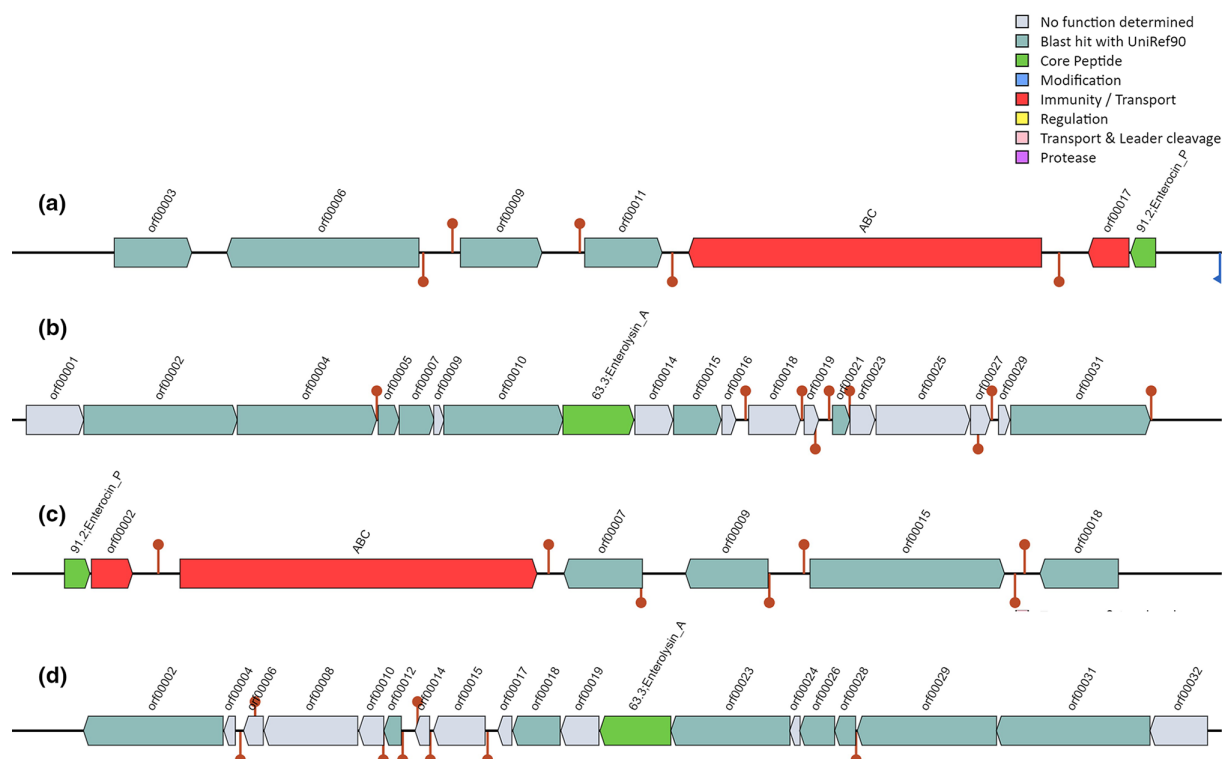 No function determined
Blast hit with UniRef90
Core Peptide
Modification
Immunity / Transport
Regulation
Transport & Leader cleavage
Protease
(a)
orf00003
orf00006
orf00009
orf00011
ABC
orf00017
91.2;Enterocin_P
(b)
orf00001
orf00002
orf00004
orf00005
orf00007
orf00009
orf00010
63.3;Enterolysin_A
orf00014
orf00015
orf00016
orf00018
orf00019
orf00021
orf00023
orf00025
orf00027
orf00029
orf00031
(c)
91.2;Enterocin_P
orf00002
ABC
orf00007
orf00009
orf00015
orf00018
(d)
orf00002
orf00004
orf00006
orf00008
orf00010
orf00012
orf00014
orf00015
orf00017
orf00018
orf00019
63.3;Enterolysin_A
orf00023
orf00024
orf00026
orf00028
orf00029
orf00031
orf00032